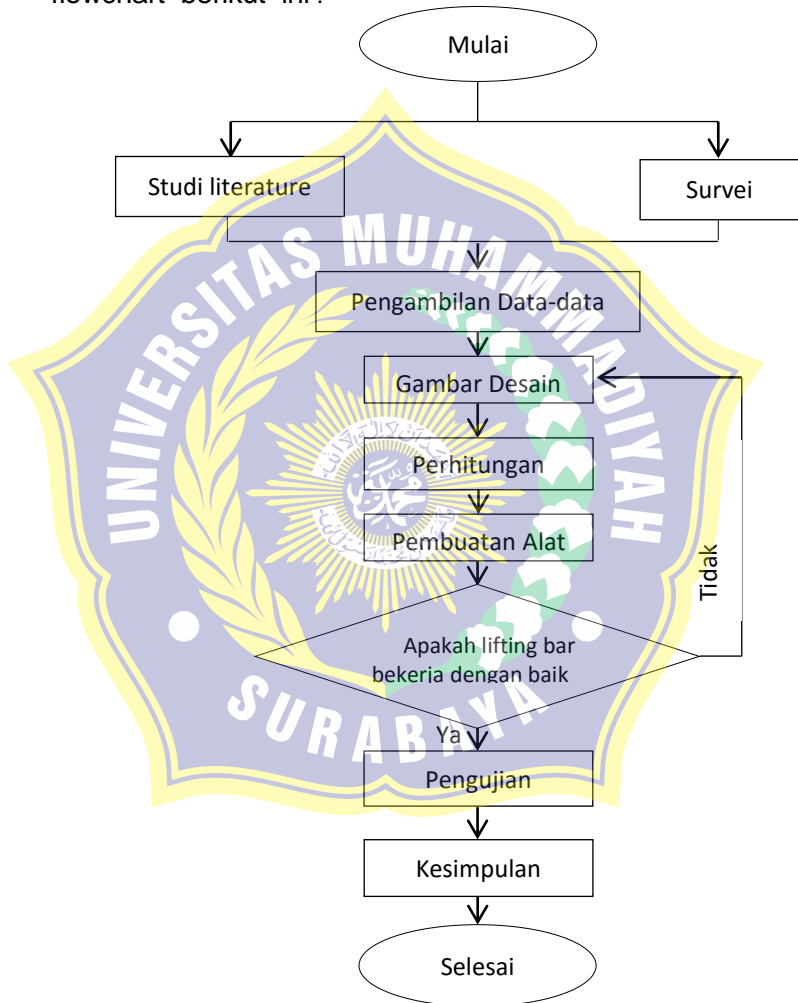 flowchart berikut ini :
Mulai
Studi literature
Survei
Pengambilan Data-data
Gambar Desain
Perhitungan
Pembuatan Alat
Apakah lifting bar
bekerja dengan baik
Tidak
Ya
Pengujian
Kesimpulan
Selesai
UNIVERSITAS MUHAMMADIYAH
SURABAYA